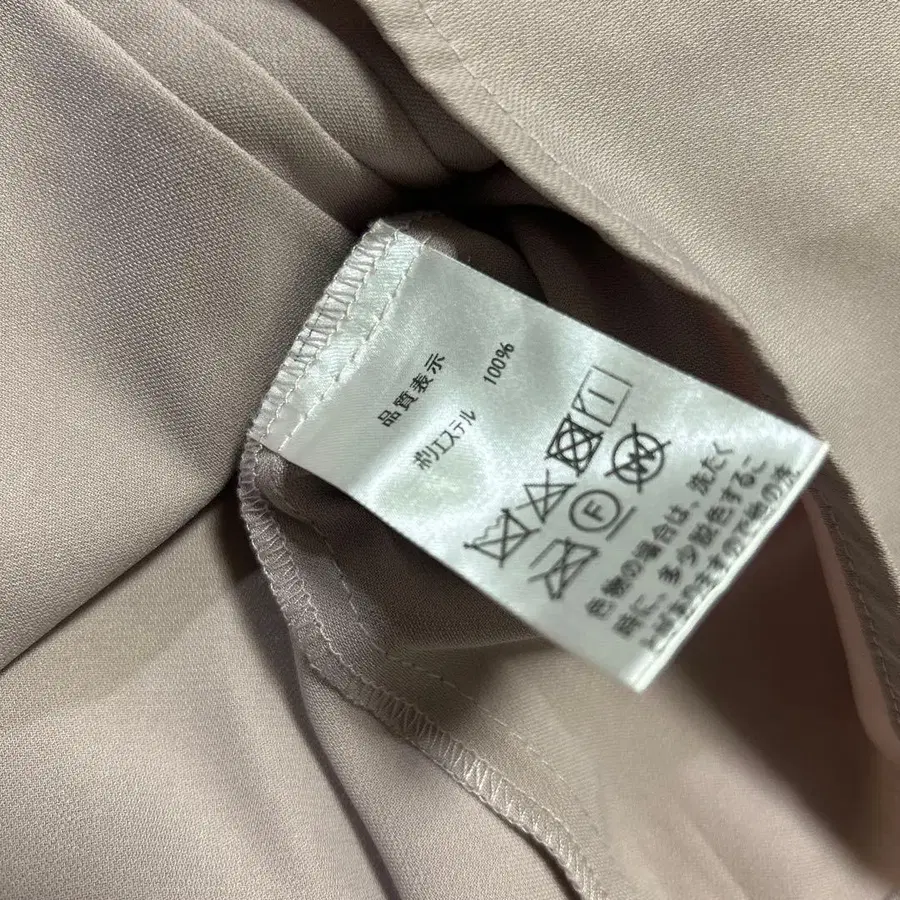 品質表示
ポリエステル 100%
F
W
色物の場合は、洗たく
時に、多少脱色するこ